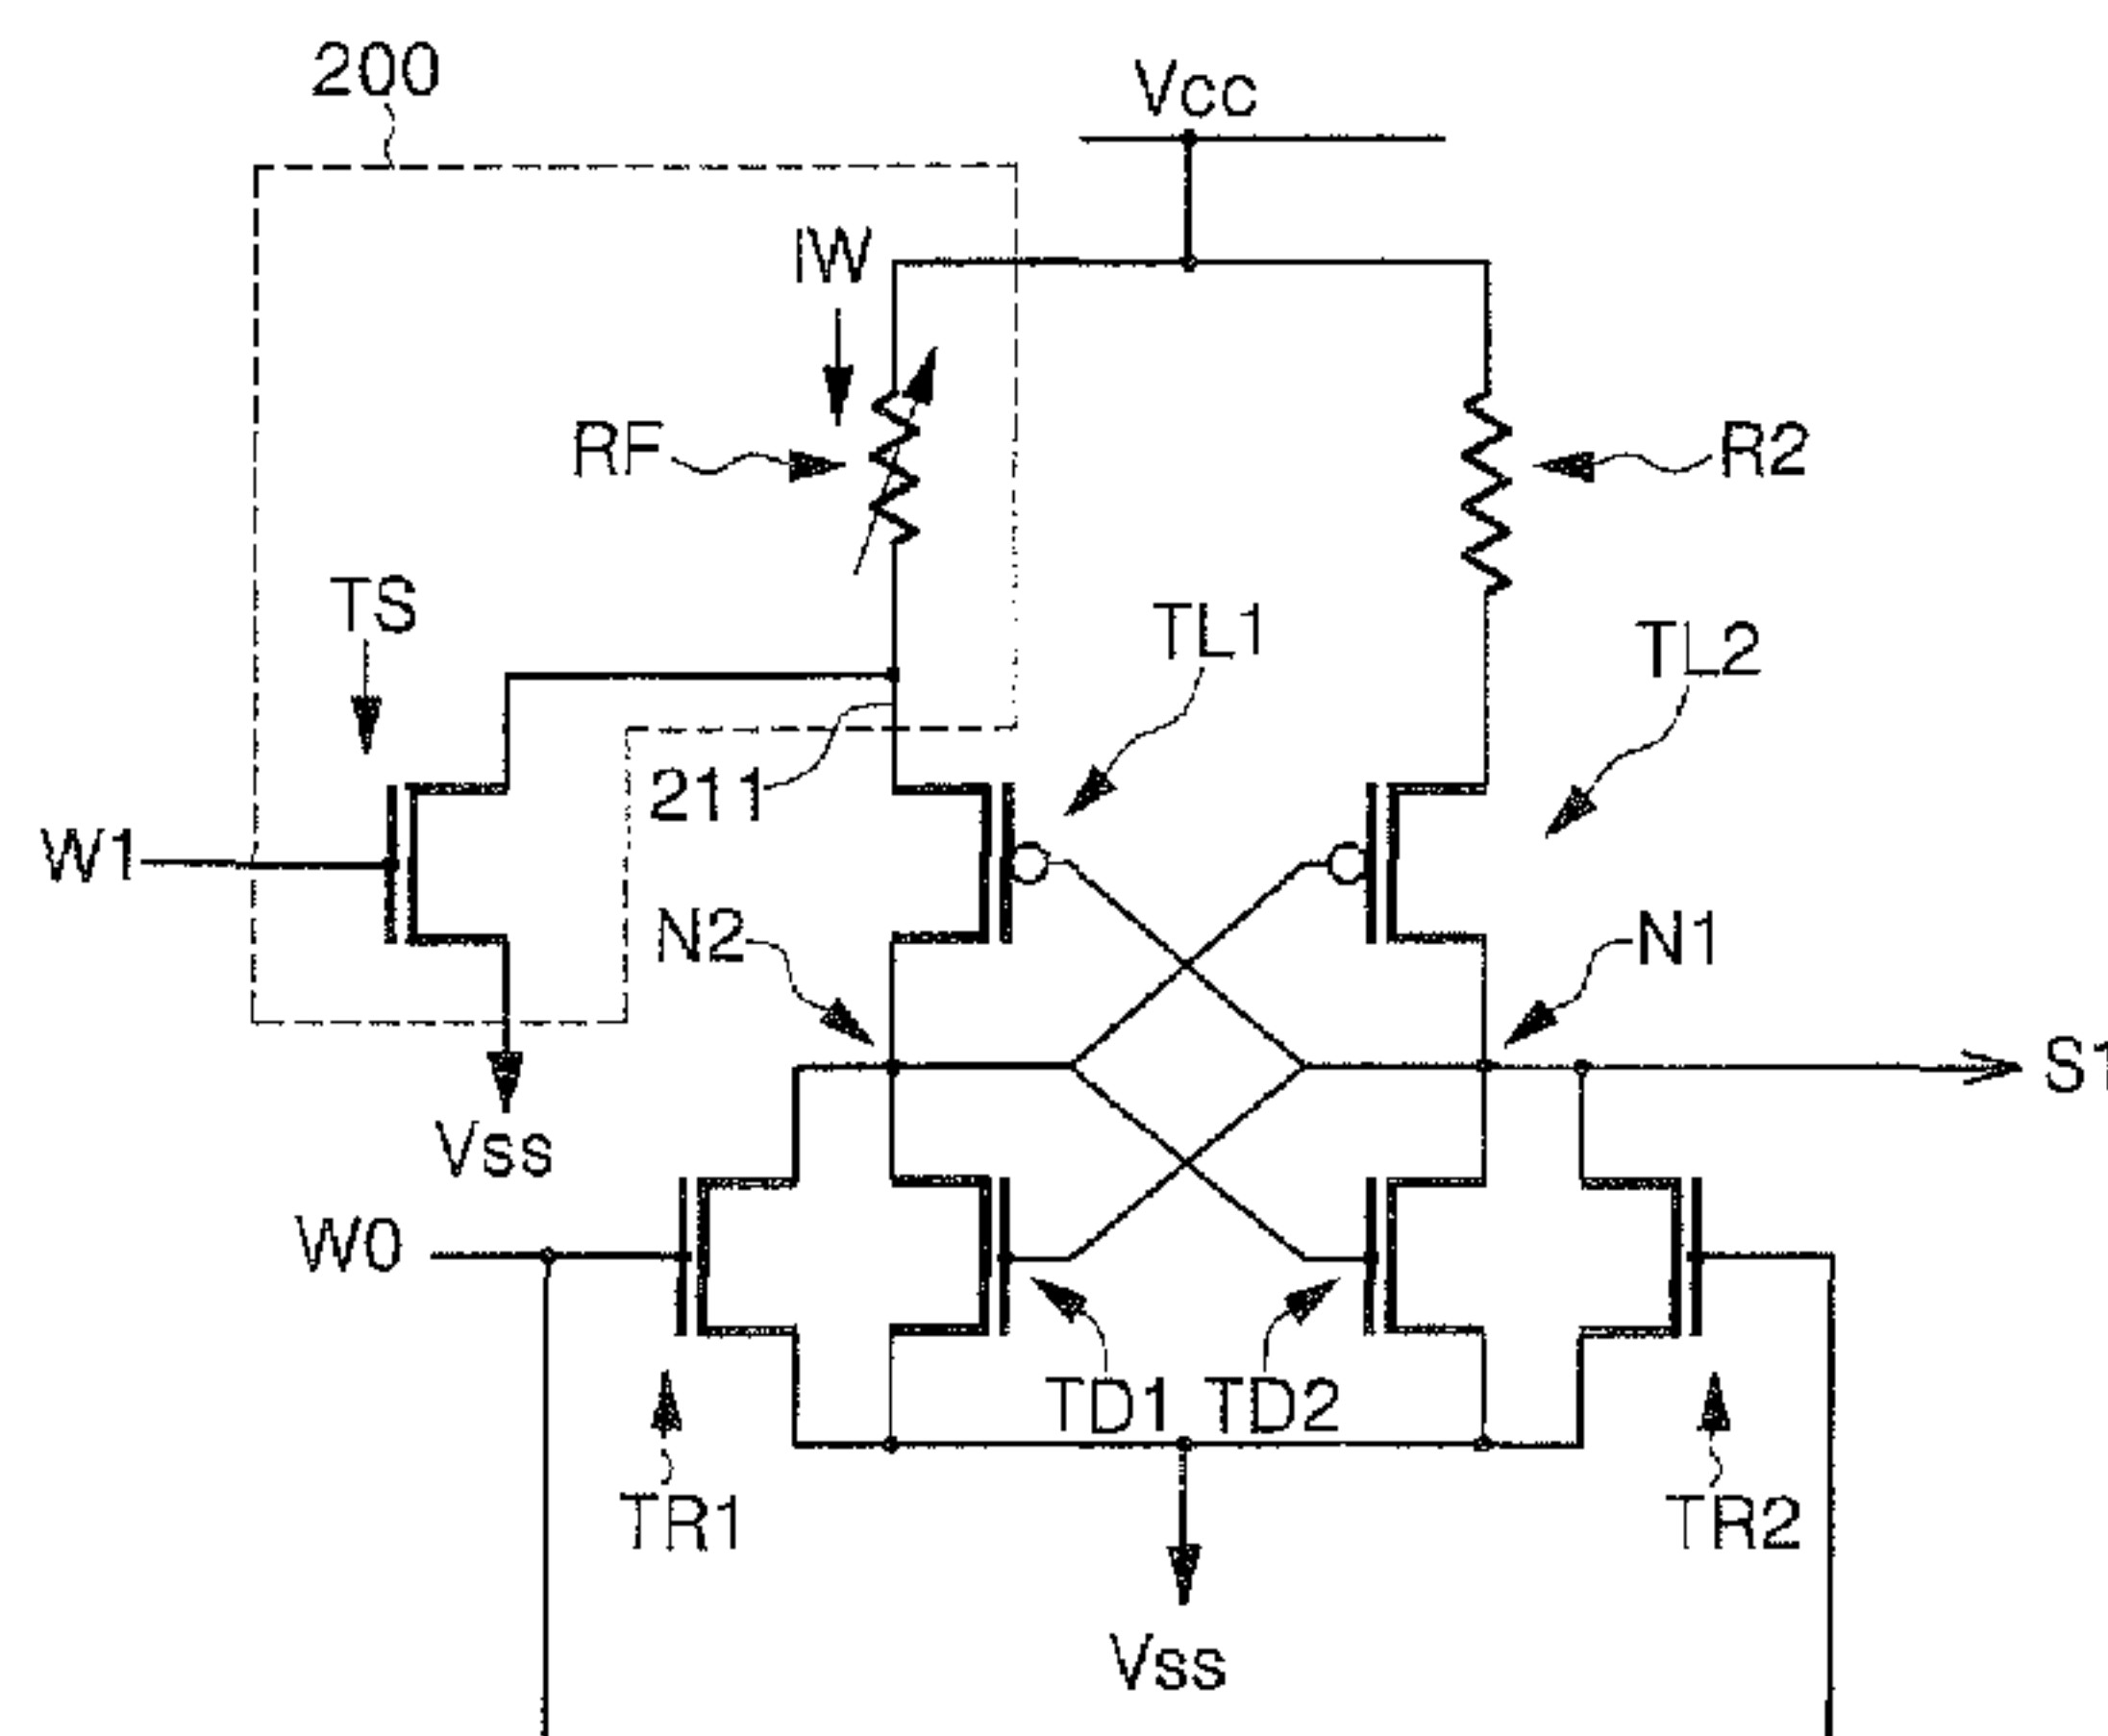 200
Vcc
IW
RF
R2
TS
TL1
TL2
211
W1
N2
N1
S1
Vss
W0
TD1
TD2
TR1
TR2
Vss